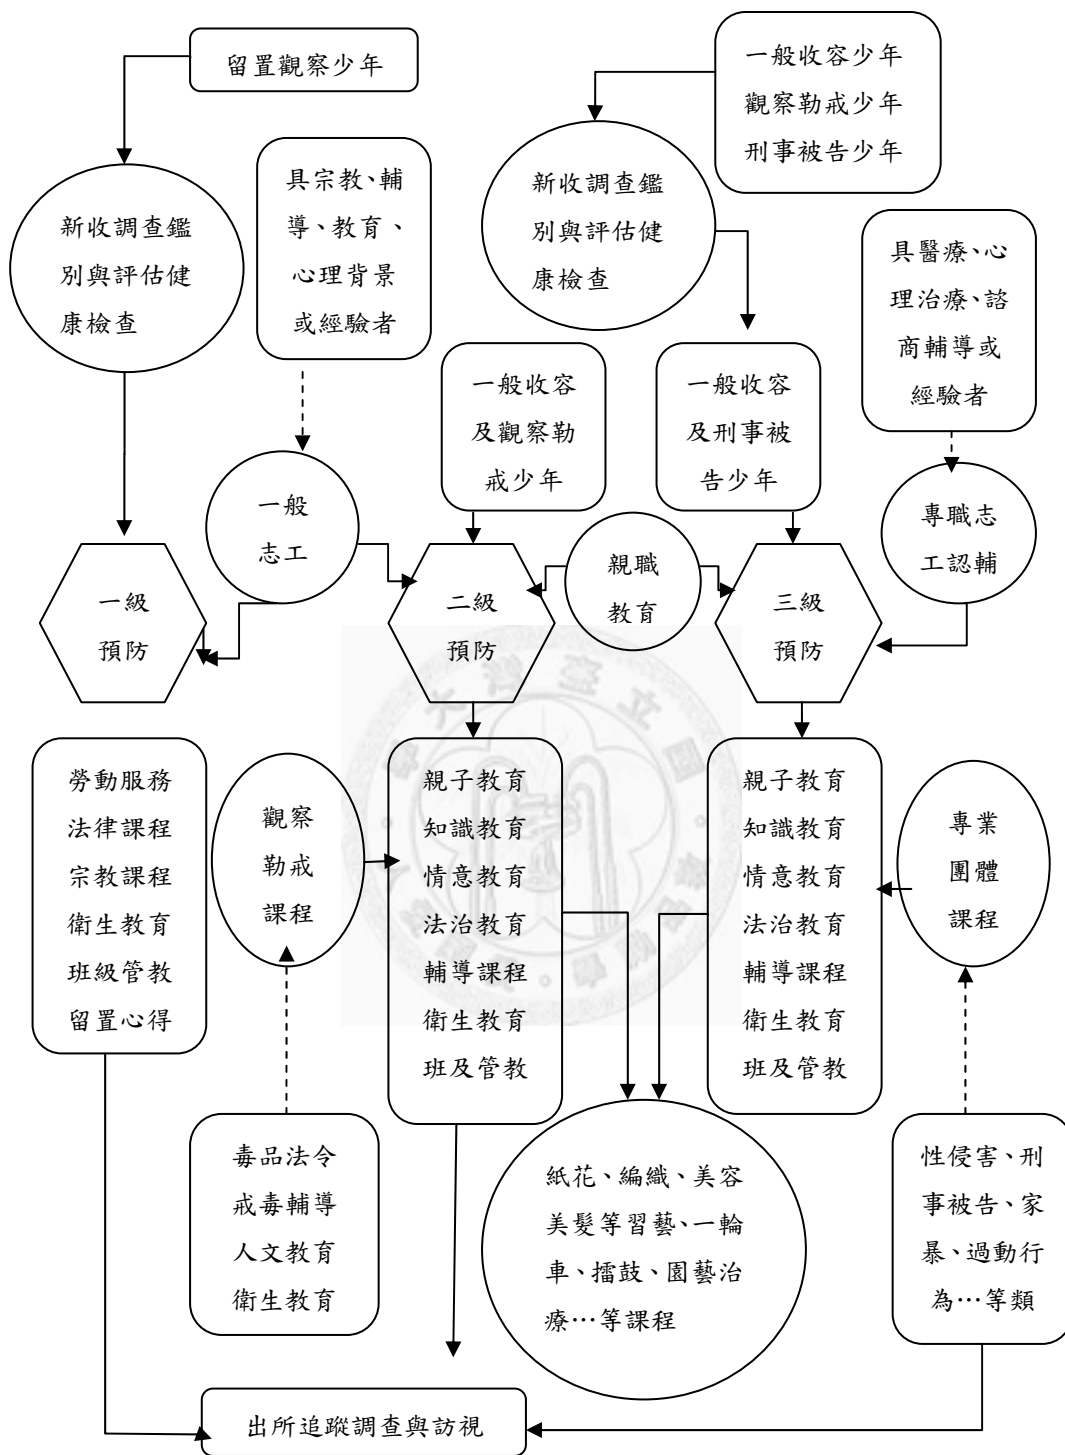 留置觀察少年
一般收容少年
觀察勒戒少年
刑事被告少年
新收調查鑑
別與評估健
康檢查
具宗教、輔
導、教育、
心理背景
或經驗者
新收調查鑑
別與評估健
康檢查
具醫療、心
理治療、諮
商輔導或
經驗者
一般收容
及觀察勒
戒少年
一般收容
及刑事被
告少年
一般
志工
專職志
工認輔
一級
預防
二級
預防
親職
教育
三級
預防
勞動服務
法律課程
宗教課程
衛生教育
班級管教
留置心得
觀察
勒戒
課程
親子教育
知識教育
情意教育
法治教育
輔導課程
衛生教育
班及管教
親子教育
知識教育
情意教育
法治教育
輔導課程
衛生教育
班及管教
專業
團體
課程
毒品法令
戒毒輔導
人文教育
衛生教育
紙花、編織、美容
美髮等習藝、一輪
車、擂鼓、園藝治
療…等課程
性侵害、刑
事被告、家
暴、過動行
為…等類
出所追蹤調查與訪視